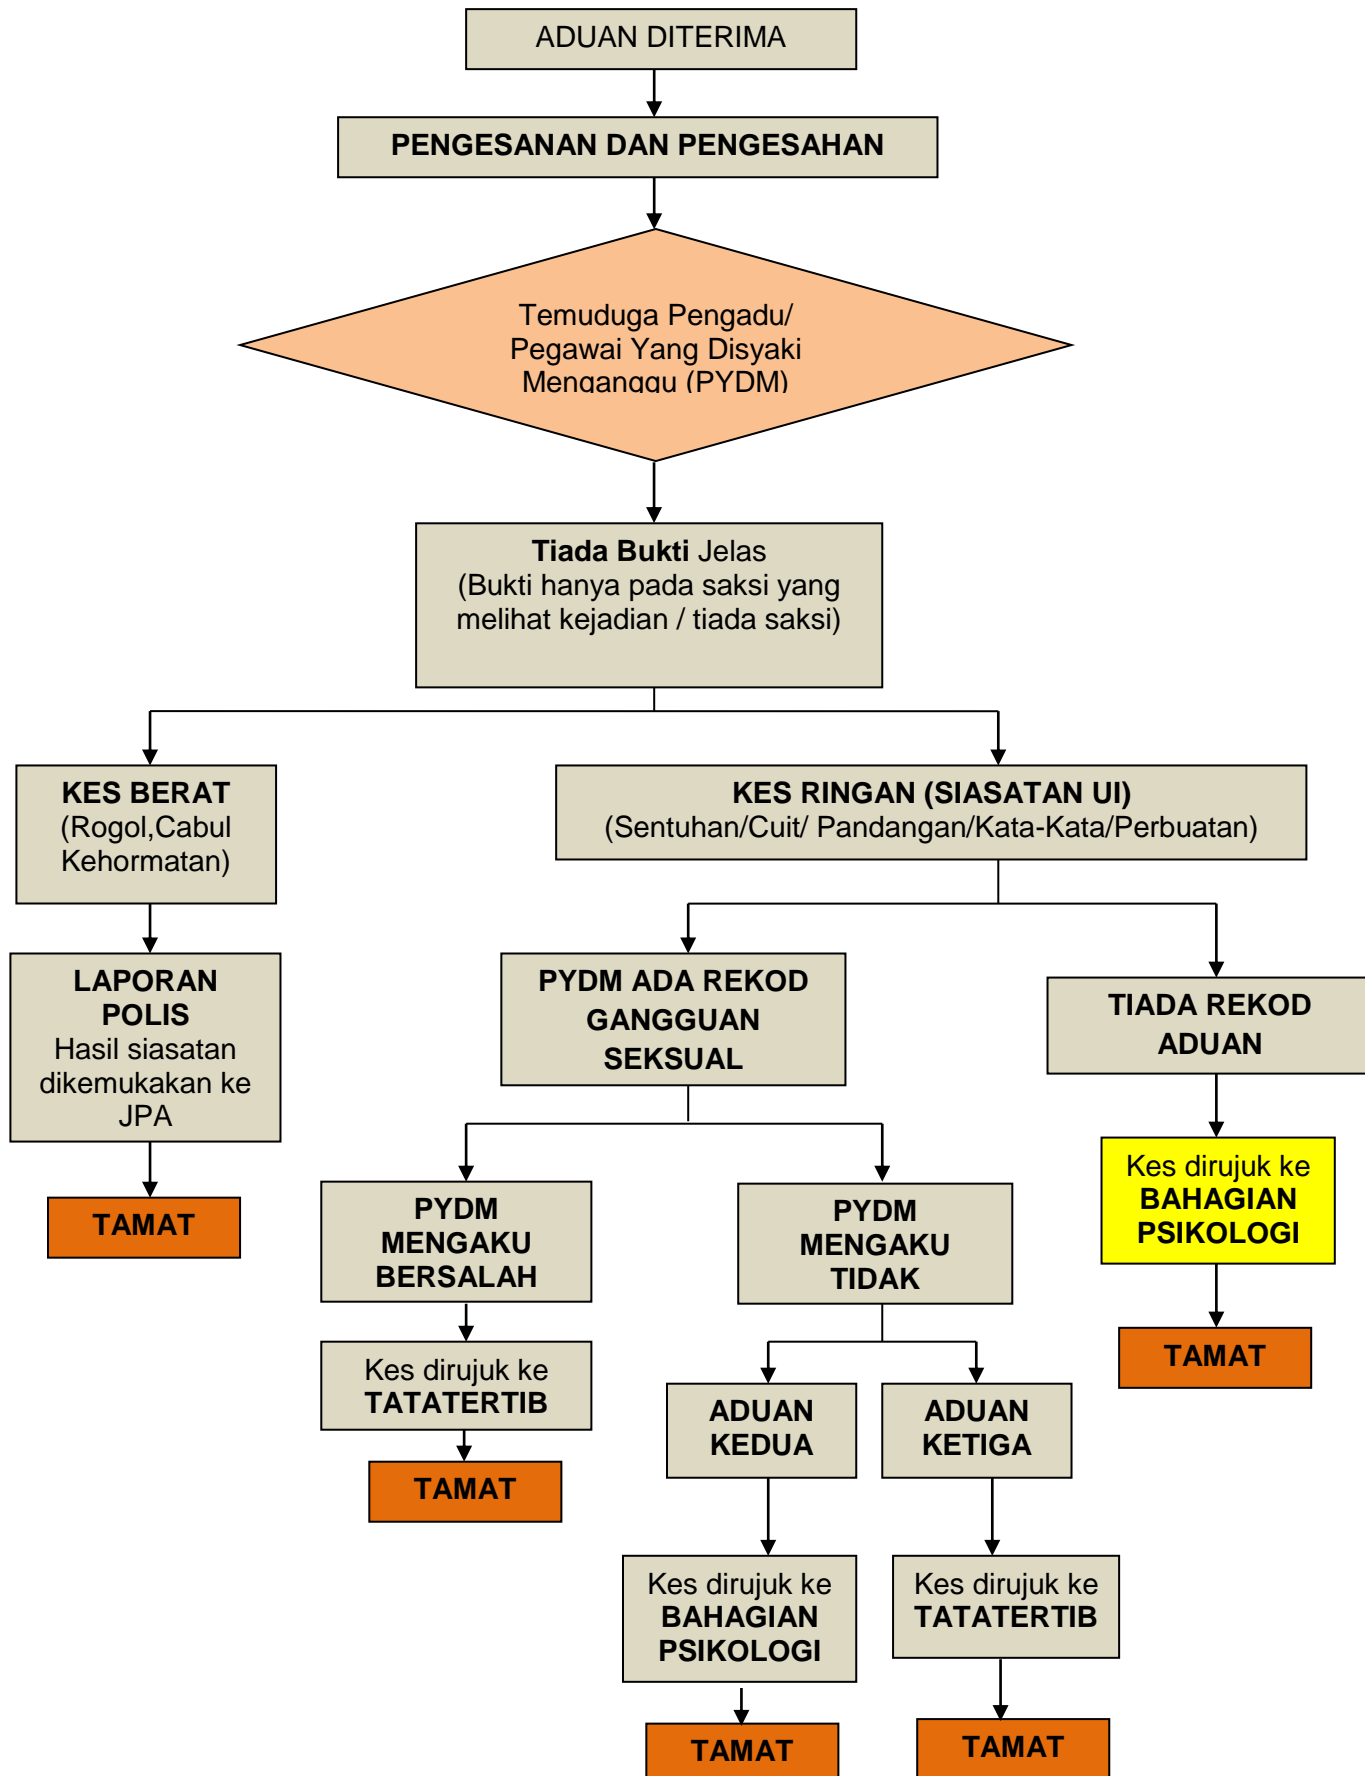 ADUAN DITERIMA
PENGESANAN DAN PENGESAHAN
Temuduga Pengadu/
Pegawai Yang Disyaki
Menganggu (PYDM)
Tiada Bukti Jelas
(Bukti hanya pada saksi yang
melihat kejadian / tiada saksi)
KES BERAT
(Rogol,Cabul
Kehormatan)
KES RINGAN (SIASATAN UI)
(Sentuhan/Cuit/ Pandangan/Kata-Kata/Perbuatan)
LAPORAN
POLIS
Hasil siasatan
dikemukakan ke
JPA
TAMAT
PYDM ADA REKOD
GANGGUAN
SEKSUAL
TIADA REKOD
ADUAN
Kes dirujuk ke
BAHAGIAN
PSIKOLOGI
TAMAT
PYDM
MENGAKU
BERSALAH
Kes dirujuk ke
TATATERTIB
TAMAT
PYDM
MENGAKU
TIDAK
ADUAN
KEDUA
ADUAN
KETIGA
Kes dirujuk ke
BAHAGIAN
PSIKOLOGI
TAMAT
Kes dirujuk ke
TATATERTIB
TAMAT